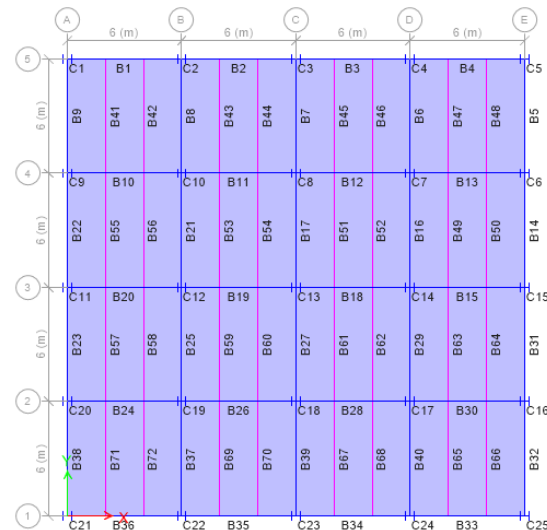 A B C D E
6 (m) 6 (m) 6 (m) 6 (m)
5
C1 B1 C2 B2 C3 B3 C4 B4 C5
6 (m) B9 B41 B42 B8 B43 B44 B7 B45 B46 B6 B47 B48 B5
4
C9 B10 C10 B11 C8 B12 C7 B13 C6
6 (m) B22 B55 B56 B21 B53 B54 B17 B51 B52 B16 B49 B50 B14
3
C11 B20 C12 B19 C13 B18 C14 B15 C15
6 (m) B23 B57 B58 B25 B59 B60 B27 B61 B62 B29 B63 B64 B31
2
C20 B24 C19 B26 C18 B28 C17 B30 C16
6 (m) B38 B71 B72 B37 B69 B70 B39 B67 B68 B40 B65 B66 B32
Y
1 X
C21 B36 C22 B35 C23 B34 C24 B33 C25